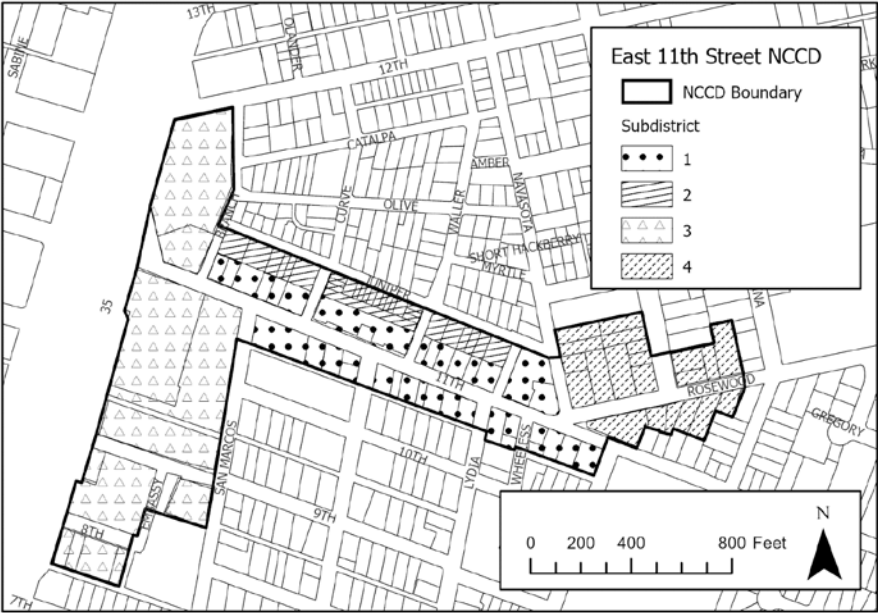 13TH
OLANDER
SABINE
12TH
CATALPA
AMBER
NAVASOTA
CURVE
OLIVE
WALLER
SHORT HACKBERRY
MYRTLE
JUNIPER
35
11TH
ROSEWOOD
GREGORY
SAN MARCOS
10TH
LYDIA
WHEELESS
EMBASSY
9TH
8TH
7TH
East 11th Street NCCD
NCCD Boundary
Subdistrict
1
2
3
4
0 200 400 800 Feet
N